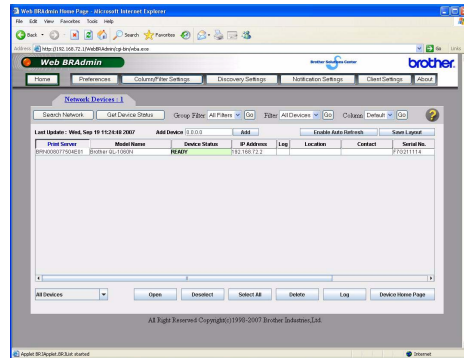 Web BRAdmin Home Page - Microsoft Internet Explorer
File Edit View Favorites Tools Help
Back Search Favorites
Address http://192.168.72.1/WebBRAdmin/cgi-bin/wba.exe Go Links
Web BRAdmin Brother Solutions Center brother.
Home Preferences Column/Filter Settings Discovery Settings Notification Settings Client Settings About
Network Devices : 1
Search Network Get Device Status Group Filter All Filters Go Filter All Devices Go Column Default Go
Last Update : Wed, Sep 19 11:24:48 2007 Add Device 0.0.0.0 Add Enable Auto Refresh Save Layout
Print Server Model Name Device Status IP Address Log Location Contact Serial No.
Brother QL-1060N READY 192.168.72.2
All Devices Open Deselect Select All Delete Log Device Home Page
All Right Reserved Copyright(c)1998-2007 Brother Industries,Ltd.
Internet